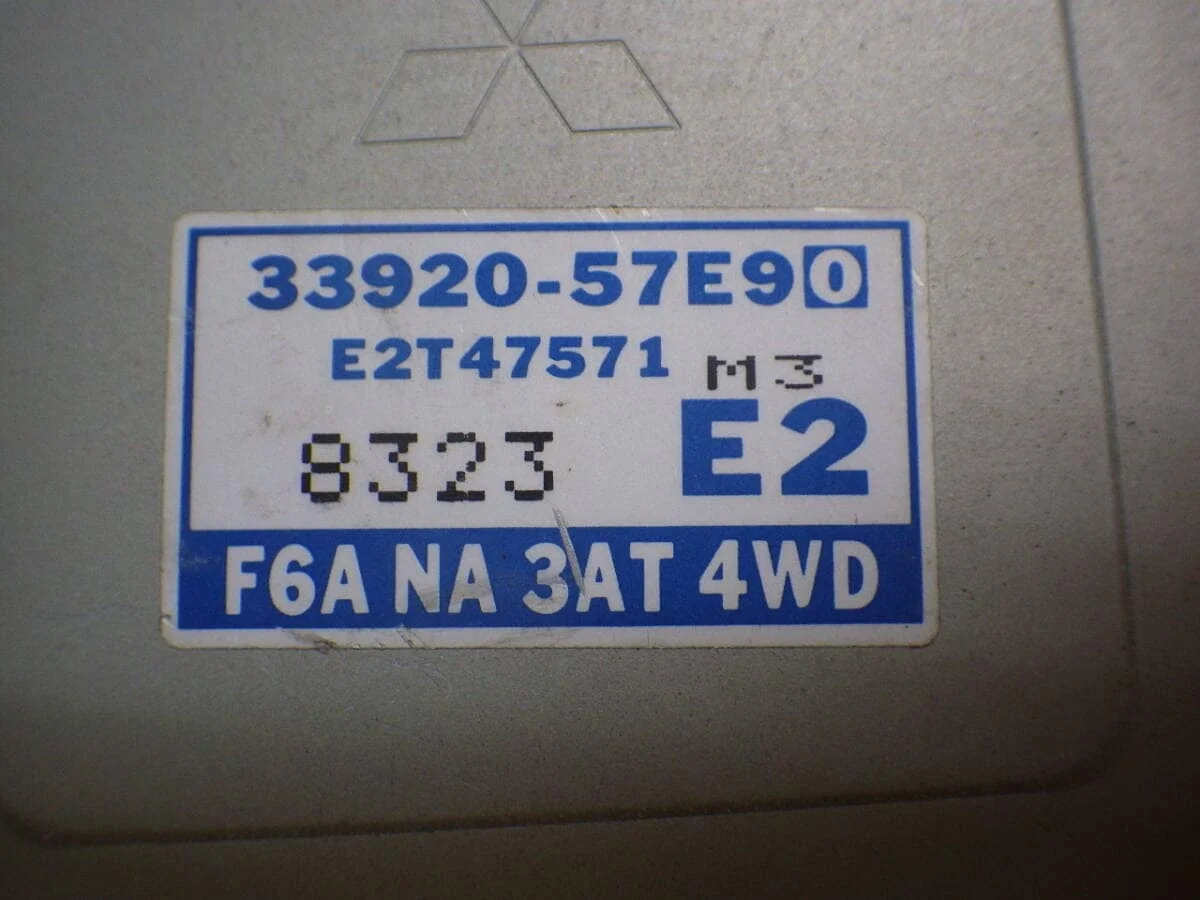 33920-57E90
E2T47571 M3
8323 E2
F6A NA 3AT 4WD